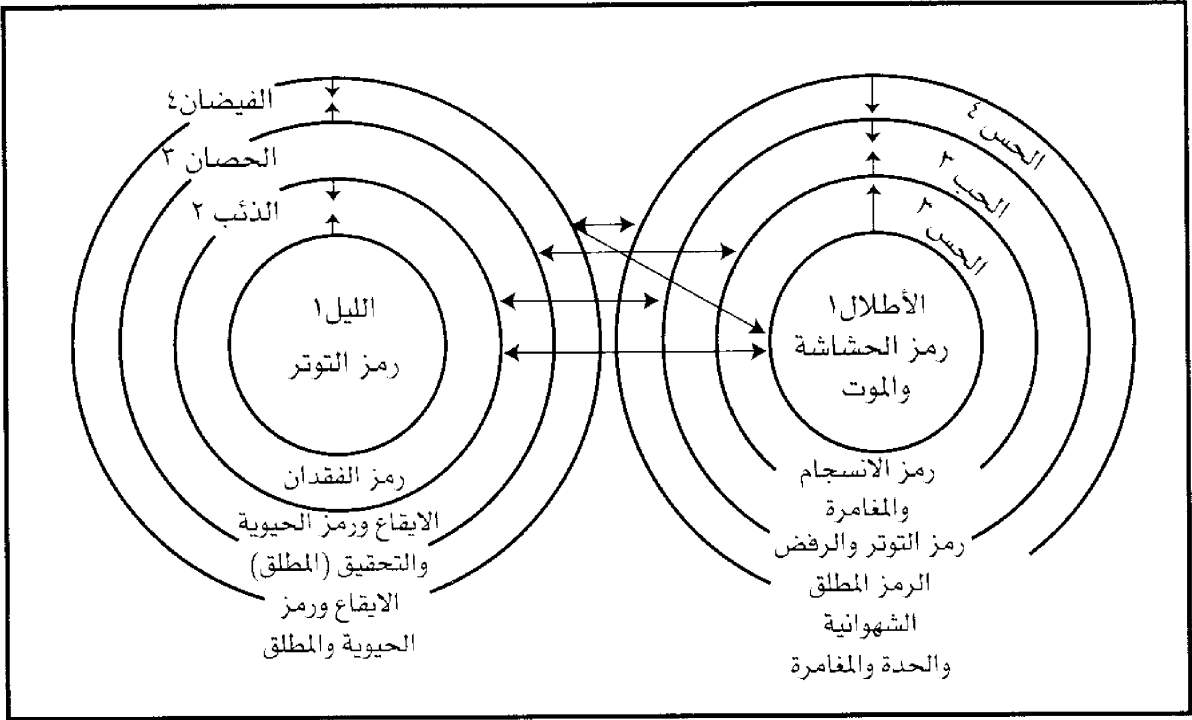 الحس ٤
الحب ٣
الحس ٢
الأطلال١
رمز الحشاشة
والموت
رمز الانسجام
والمغامرة
رمز التوتر والرفض
الرمز المطلق
الشهوانية
والحدة والمغامرة
الفيضان٤
الحصان ٣
الذئب ٢
الليل١
رمز التوتر
رمز الفقدان
الايقاع ورمز الحيوية
والتحقيق (المطلق)
الايقاع ورمز
الحيوية والمطلق